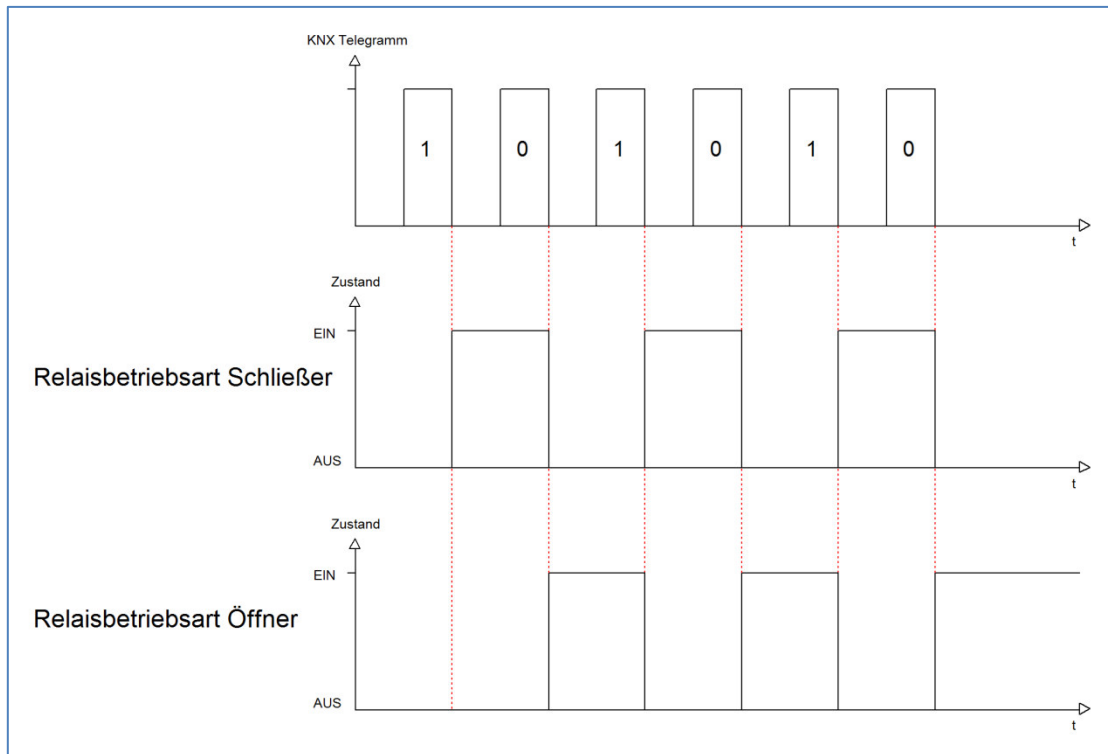 KNX Telegramm
1 0 1 0 1 0
t
Zustand
EIN
Relaisbetriebsart Schließer
AUS
t
Zustand
EIN
Relaisbetriebsart Öffner
AUS
t